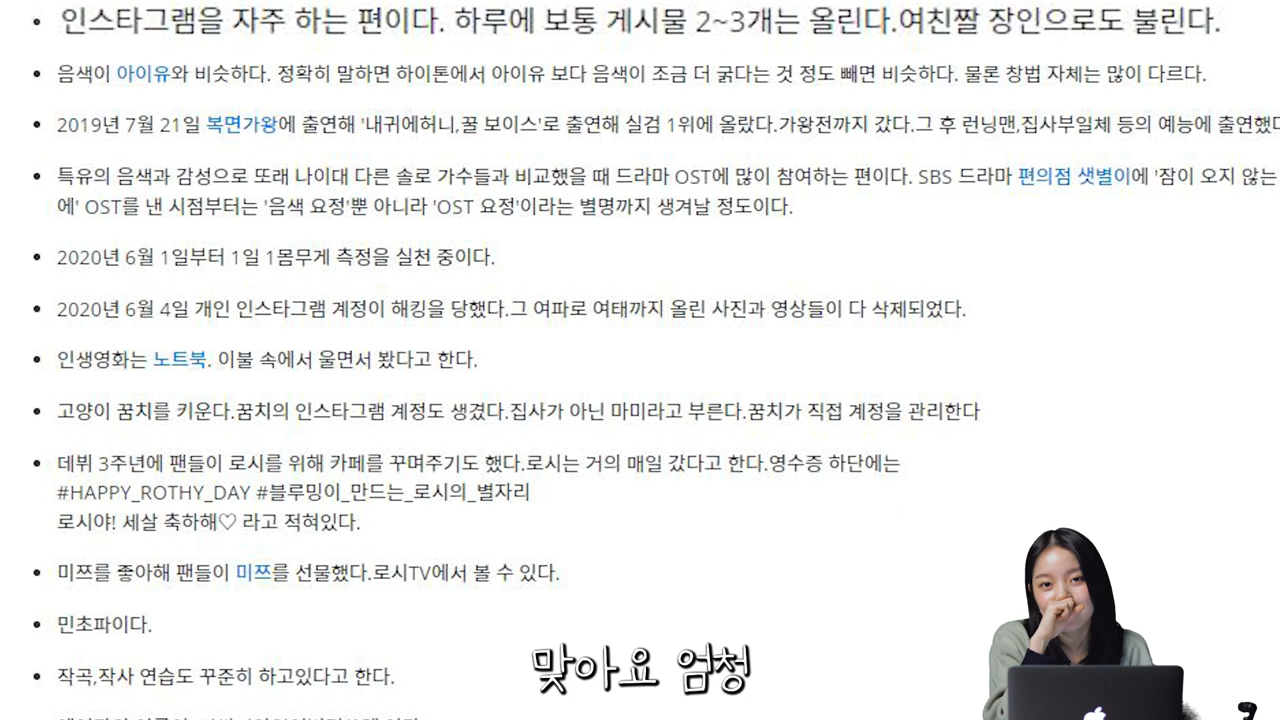 인스타그램을 자주 하는 편이다. 하루에 보통 게시물 2~3개는 올린다.여친짤 장인으로도 불린다.
음색이 아이유와 비슷하다. 정확히 말하면 하이톤에서 아이유 보다 음색이 조금 더 굵다는 것 정도 빼면 비슷하다. 물론 창법 자체는 많이 다르다.
2019년 7월 21일 복면가왕에 출연해 '내귀에허니,꿀 보이스'로 출연해 실검 1위에 올랐다.가왕전까지 갔다.그 후 런닝맨,집사부일체 등의 예능에 출연했다
특유의 음색과 감성으로 또래 나이대 다른 솔로 가수들과 비교했을 때 드라마 OST에 많이 참여하는 편이다. SBS 드라마 편의점 샛별이에 '잠이 오지 않는
에' OST를 낸 시점부터는 '음색 요정'뿐 아니라 'OST 요정'이라는 별명까지 생겨날 정도이다.
2020년 6월 1일부터 1일 1몸무게 측정을 실천 중이다.
2020년 6월 4일 개인 인스타그램 계정이 해킹을 당했다.그 여파로 여태까지 올린 사진과 영상들이 다 삭제되었다.
인생영화는 노트북. 이불 속에서 울면서 봤다고 한다.
고양이 꿈치를 키운다.꿈치의 인스타그램 계정도 생겼다.집사가 아닌 마미라고 부른다.꿈치가 직접 계정을 관리한다
데뷔 3주년에 팬들이 로시를 위해 카페를 꾸며주기도 했다.로시는 거의 매일 갔다고 한다.영수증 하단에는
#HAPPY_ROTHY_DAY #블루밍이_만드는_로시의_별자리
로시야! 세살 축하해♡ 라고 적혀있다.
미쯔를 좋아해 팬들이 미쯔를 선물했다.로시TV에서 볼 수 있다.
민초파이다.
작곡,작사 연습도 꾸준히 하고있다고 한다.
맞아요 엄청